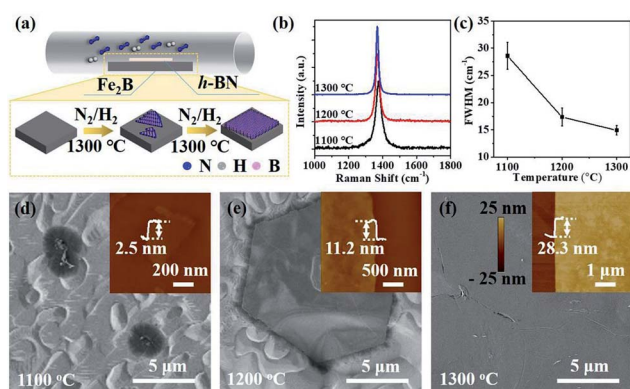 (a)
Fe₂B
h-BN
N₂/H₂
1300 ℃
N₂/H₂
1300 ℃
N
H
B
(b)
Intensity (a.u.)
1300 ℃
1200 ℃
1100 ℃
1000 1200 1400 1600 1800
Raman Shift (cm⁻¹)
(c)
FWHM (cm⁻¹)
35
30
25
20
15
10
1100 1200 1300
Temperature (°C)
(d)
2.5 nm
200 nm
1100 °C
5 µm
(e)
11.2 nm
500 nm
1200 °C
5 µm
(f)
25 nm
- 25 nm
28.3 nm
1 µm
1300 °C
5 µm